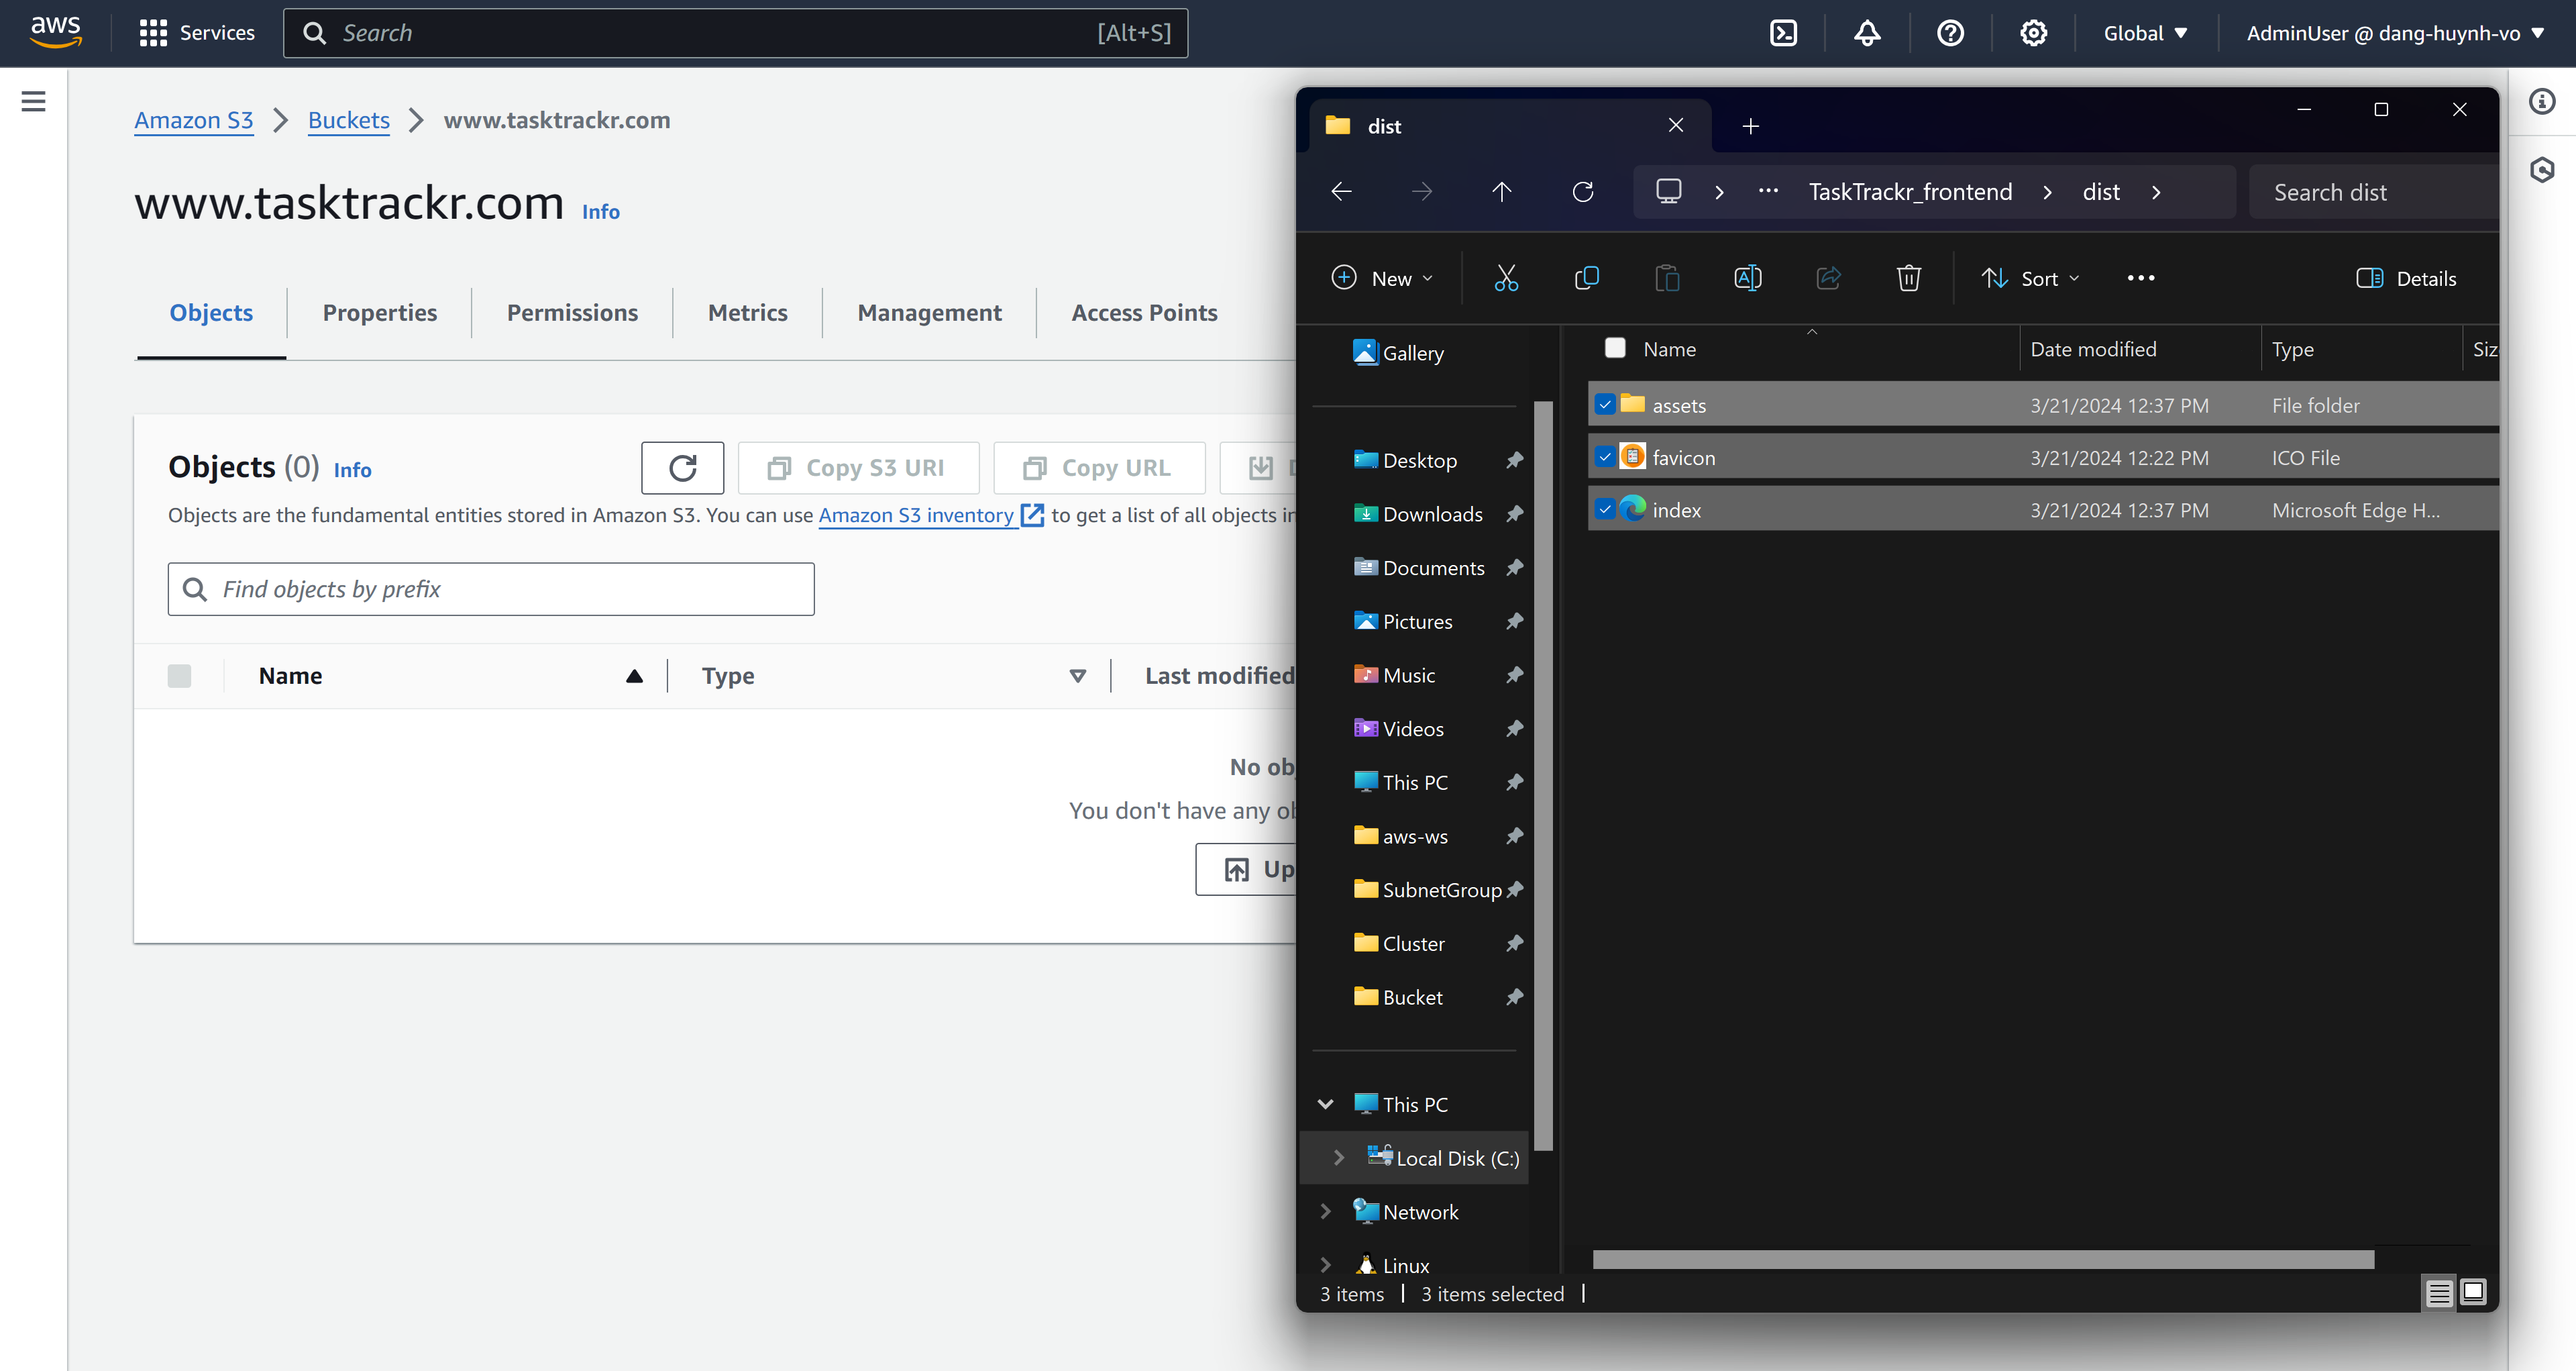 aws
Services
Search
[Alt+S]
Global
AdminUser @ dang-huynh-vo
Amazon S3
Buckets
www.tasktrackr.com
www.tasktrackr.com Info
Objects
Properties
Permissions
Metrics
Management
Access Points
Objects (0) Info
Copy S3 URI
Copy URL
D
Objects are the fundamental entities stored in Amazon S3. You can use Amazon S3 inventory to get a list of all objects in
Find objects by prefix
Name
Type
Last modified
No ob
You don't have any ob
Up
dist
TaskTrackr_frontend
dist
Search dist
New
Sort
Details
Name
Date modified
Type
Siz
assets
3/21/2024 12:37 PM
File folder
favicon
3/21/2024 12:22 PM
ICO File
index
3/21/2024 12:37 PM
Microsoft Edge H...
Gallery
Desktop
Downloads
Documents
Pictures
Music
Videos
This PC
aws-ws
SubnetGroup
Cluster
Bucket
This PC
Local Disk (C:)
Network
Linux
3 items
3 items selected